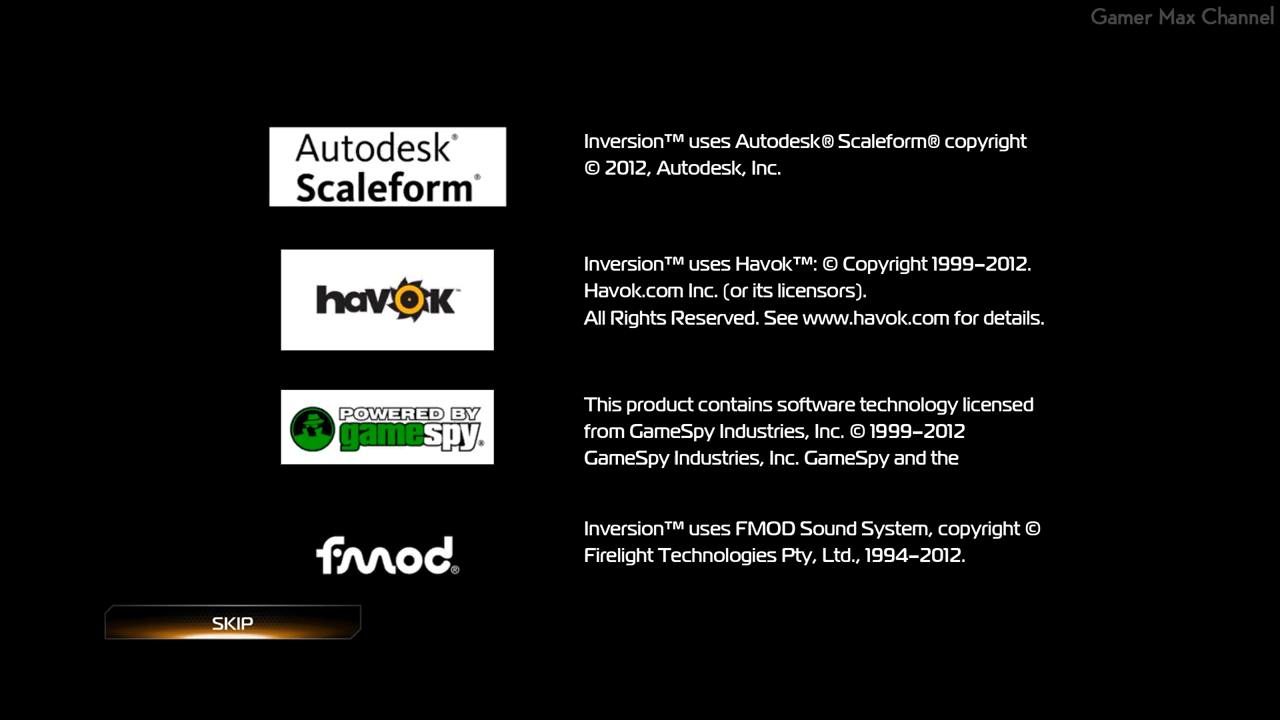 Gamer Max Channel
Autodesk®
Scaleform®
Inversion™ uses Autodesk® Scaleform® copyright
© 2012, Autodesk, Inc.
havok™
Inversion™ uses Havok™: © Copyright 1999–2012.
Havok.com Inc. (or its licensors).
All Rights Reserved. See www.havok.com for details.
POWERED BY
gamespy®
This product contains software technology licensed
from GameSpy Industries, Inc. © 1999–2012
GameSpy Industries, Inc. GameSpy and the
fmod®
Inversion™ uses FMOD Sound System, copyright ©
Firelight Technologies Pty, Ltd., 1994–2012.
SKIP